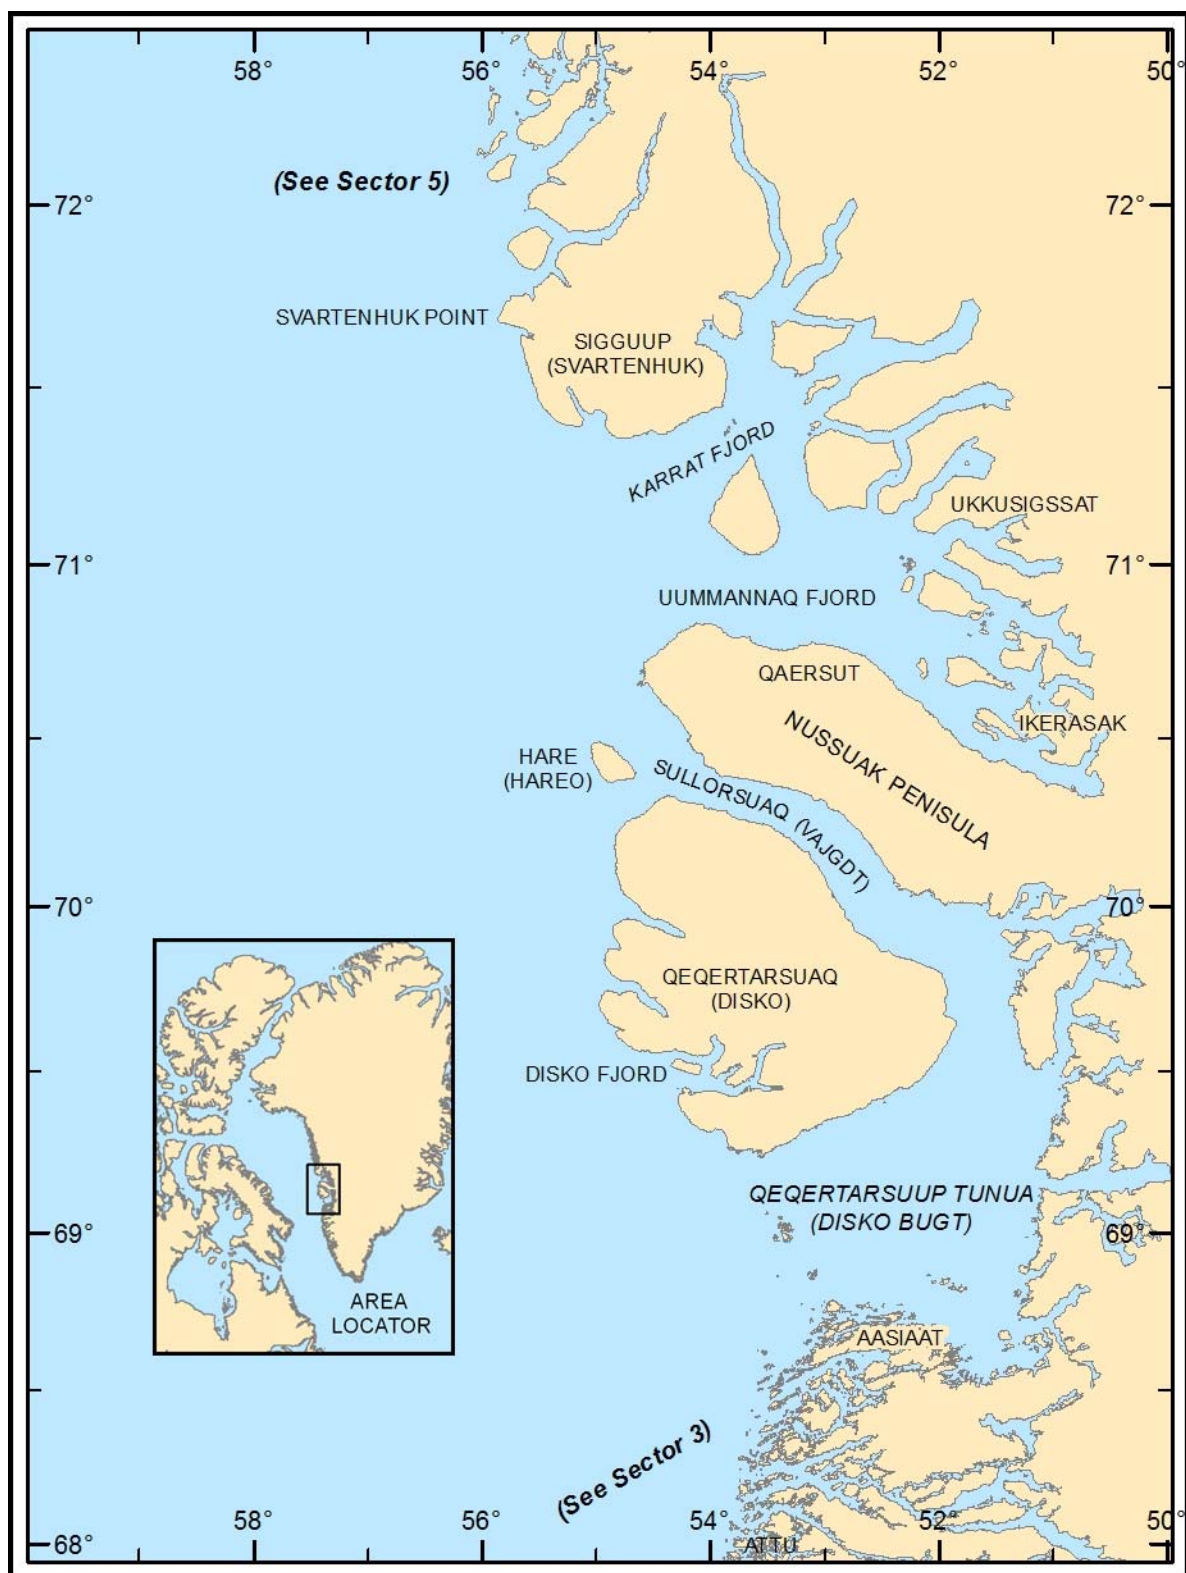 58° 56° 54° 52° 50°
(See Sector 5)
72° 72°
SVARTENHUK POINT
SIGGUUP
(SVARTENHUK)
KARRAT FJORD
UKKUSIGSSAT
71° 71°
UUMMANNAQ FJORD
QAERSUT
IKERASAK
NUSSUAK PENISULA
HARE
(HAREO)
SULLORSUAQ (VAJGDT)
70° 70°
QEQERTARSUAQ
(DISKO)
DISKO FJORD
QEQERTARSUUP TUNUA
(DISKO BUGT)
69° 69°
AREA
LOCATOR
AASIAAT
(See Sector 3)
58° 56° 54° 52° 50°
ATTU
68°